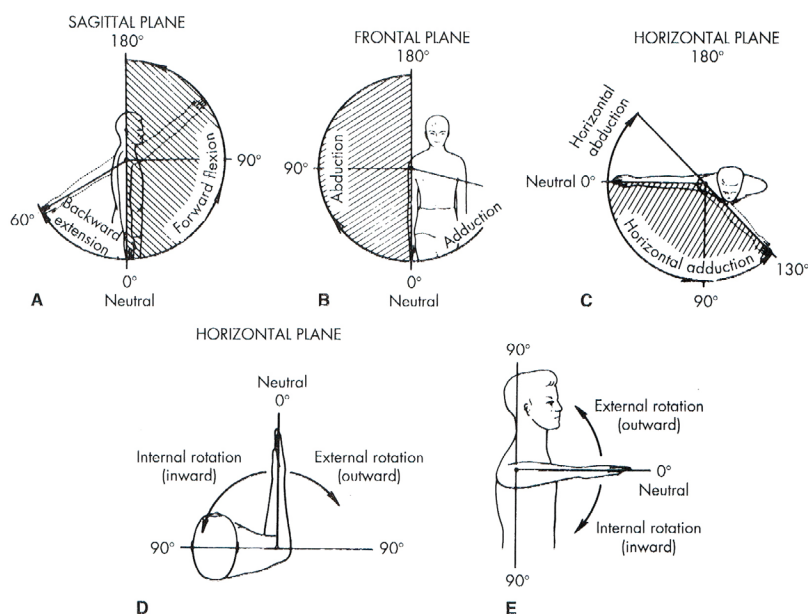 SAGITTAL PLANE
180°
90°
Forward flexion
60°
Backward
extension
0°
Neutral
A
FRONTAL PLANE
180°
90°
Abduction
Adduction
0°
Neutral
B
HORIZONTAL PLANE
180°
Horizontal
abduction
Neutral 0°
Horizontal adduction
130°
90°
C
HORIZONTAL PLANE
Neutral
0°
Internal rotation
(inward)
External rotation
(outward)
90°
90°
D
90°
External rotation
(outward)
0°
Neutral
Internal rotation
(inward)
90°
E